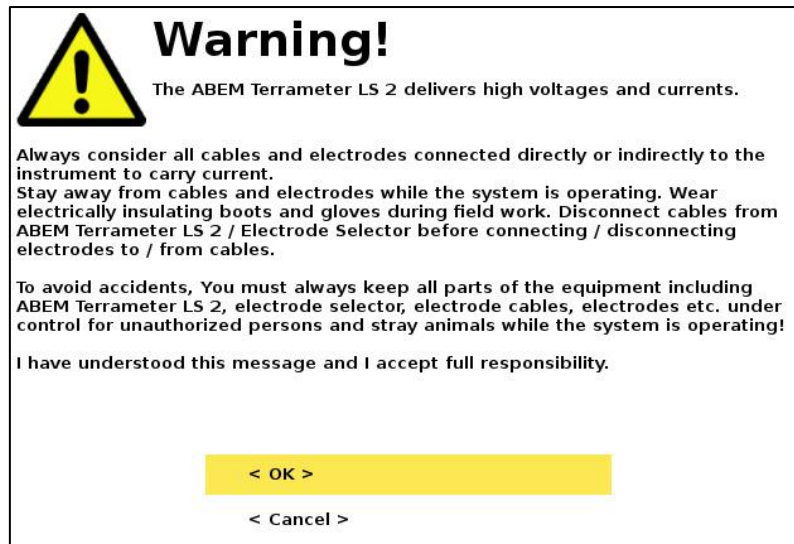 Warning!
The ABEM Terrameter LS 2 delivers high voltages and currents.
Always consider all cables and electrodes connected directly or indirectly to the
instrument to carry current.
Stay away from cables and electrodes while the system is operating. Wear
electrically insulating boots and gloves during field work. Disconnect cables from
ABEM Terrameter LS 2 / Electrode Selector before connecting / disconnecting
electrodes to / from cables.
To avoid accidents, You must always keep all parts of the equipment including
ABEM Terrameter LS 2, electrode selector, electrode cables, electrodes etc. under
control for unauthorized persons and stray animals while the system is operating!
I have understood this message and I accept full responsibility.
< OK >
< Cancel >